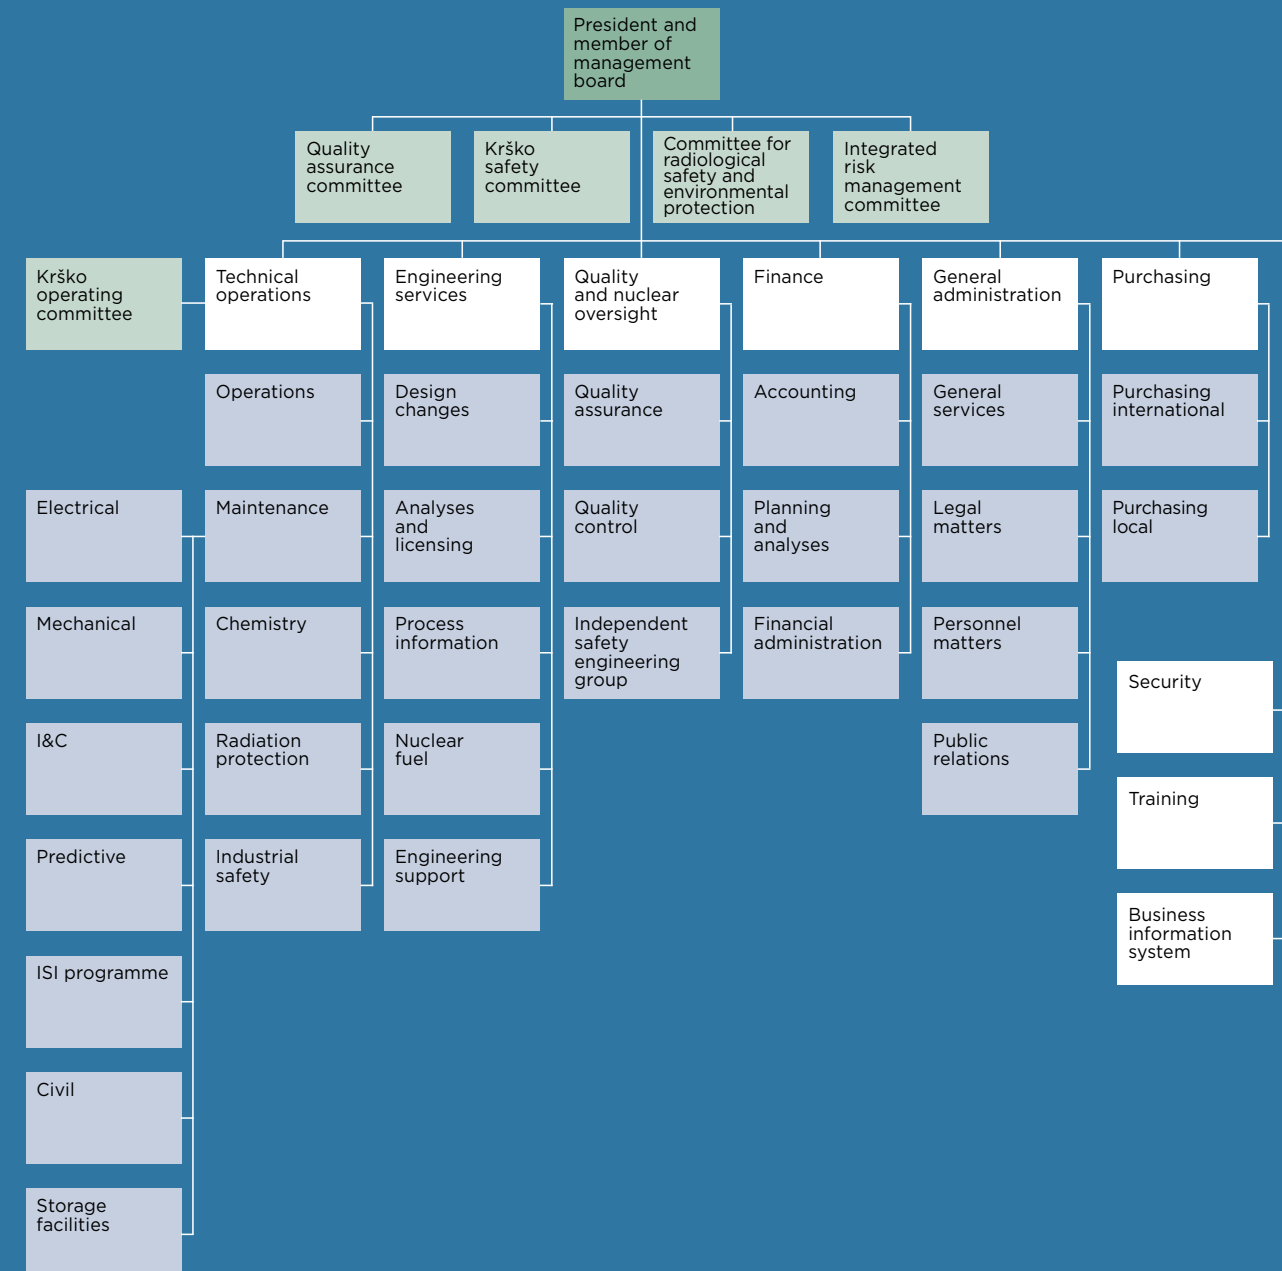 President and
member of
management
board
Quality
assurance
committee
Krško
safety
committee
Committee for
radiological
safety and
environmental
protection
Integrated
risk
management
committee
Krško
operating
committee
Technical
operations
Engineering
services
Quality
and nuclear
oversight
Finance
General
administration
Purchasing
Operations
Design
changes
Quality
assurance
Accounting
General
services
Purchasing
international
Electrical
Maintenance
Analyses
and
licensing
Quality
control
Planning
and
analyses
Legal
matters
Purchasing
local
Mechanical
Chemistry
Process
information
Independent
safety
engineering
group
Financial
administration
Personnel
matters
Security
I&C
Radiation
protection
Nuclear
fuel
Public
relations
Training
Predictive
Industrial
safety
Engineering
support
Business
information
system
ISI programme
Civil
Storage
facilities